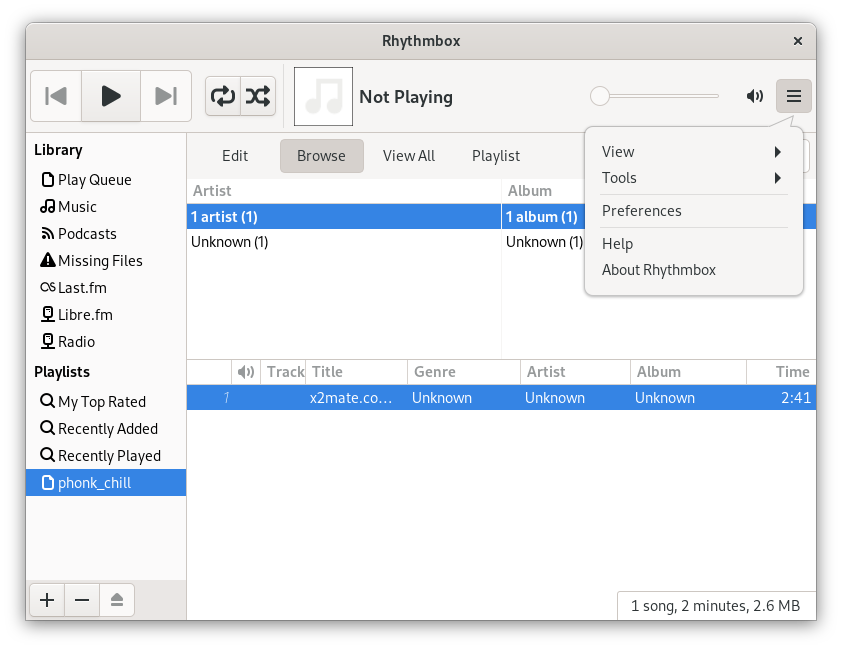 Rhythmbox
Not Playing
Library
Play Queue
Music
Podcasts
Missing Files
Last.fm
Libre.fm
Radio
Playlists
My Top Rated
Recently Added
Recently Played
phonk_chill
Edit Browse View All Playlist
Artist Album
1 artist (1) 1 album (1)
Unknown (1) Unknown (1)
View
Tools
Preferences
Help
About Rhythmbox
Track Title Genre Artist Album Time
1 x2mate.co... Unknown Unknown Unknown 2:41
1 song, 2 minutes, 2.6 MB